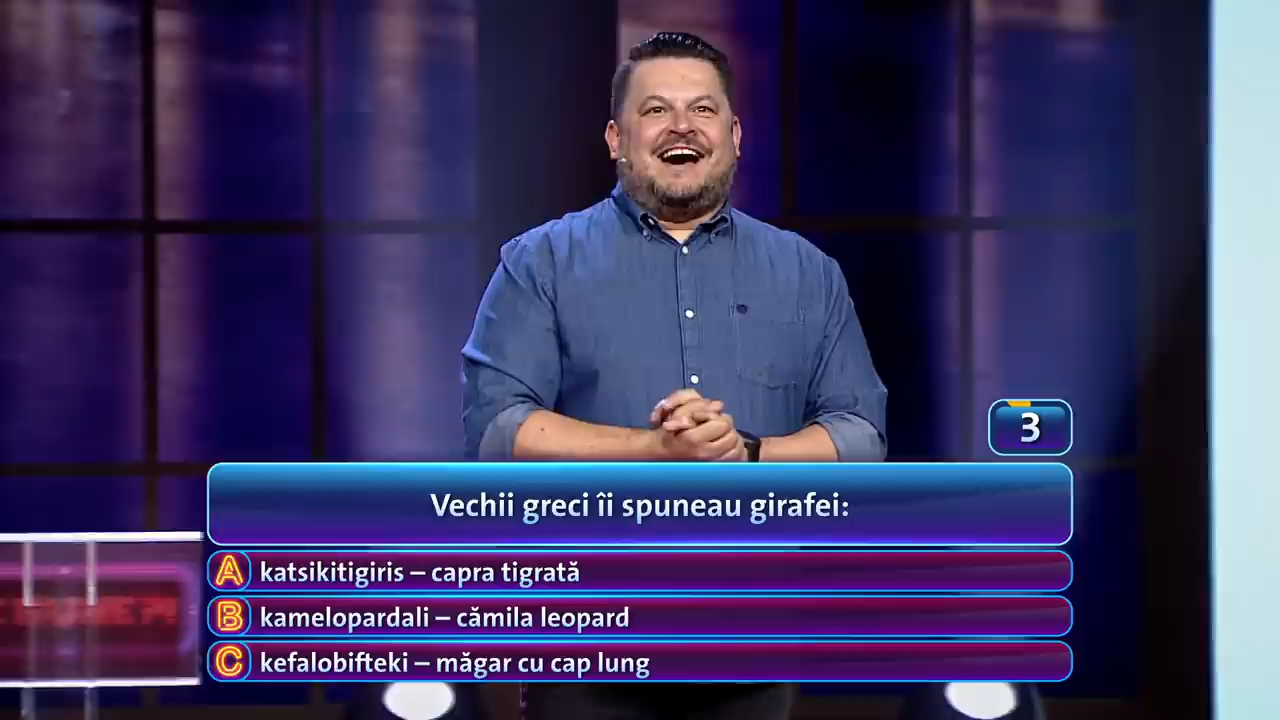 3
Vechii greci îi spuneau girafei:
A katsikitigiris – capra tigrată
B kamelopardali – cămila leopard
C kefalobifteki – măgar cu cap lung